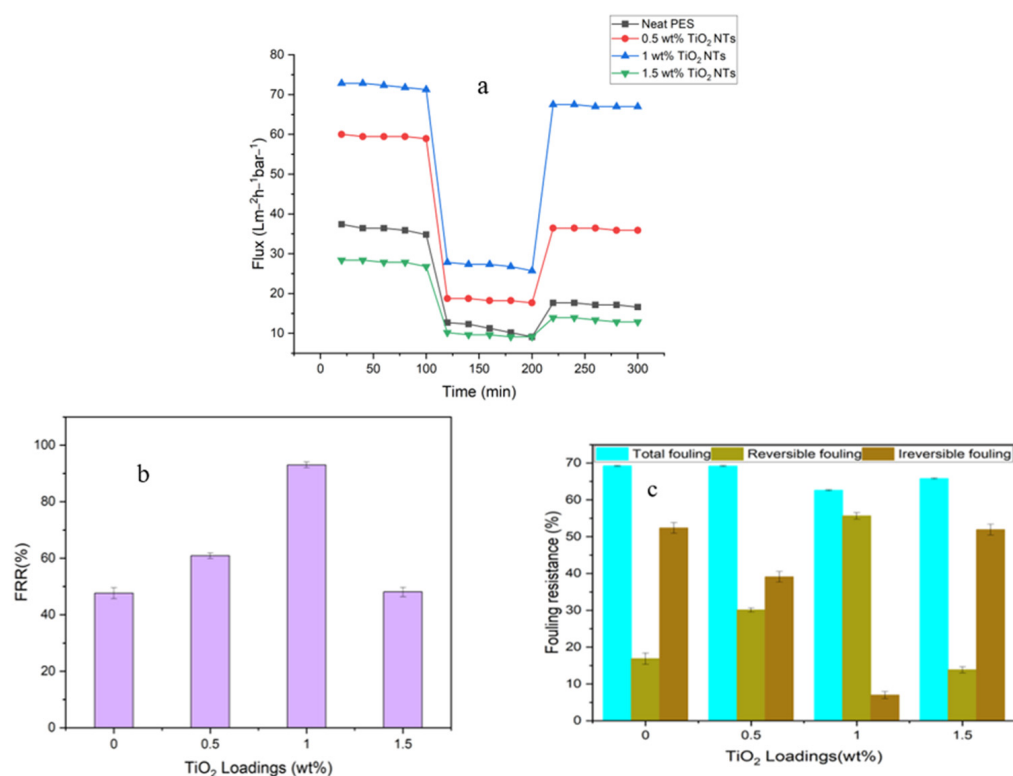 Neat PES
0.5 wt% TiO₂ NTs
1 wt% TiO₂ NTs
1.5 wt% TiO₂ NTs
a
80
70
60
50
40
30
20
10
Flux (Lm⁻²h⁻¹bar⁻¹)
0 50 100 150 200 250 300
Time (min)
b
100
80
60
40
20
0
FRR(%)
0 0.5 1 1.5
TiO₂ Loadings (wt%)
Total fouling Reversible fouling Ireversible fouling
c
70
60
50
40
30
20
10
0
Fouling resistance (%)
0 0.5 1 1.5
TiO₂ Loadings(wt%)